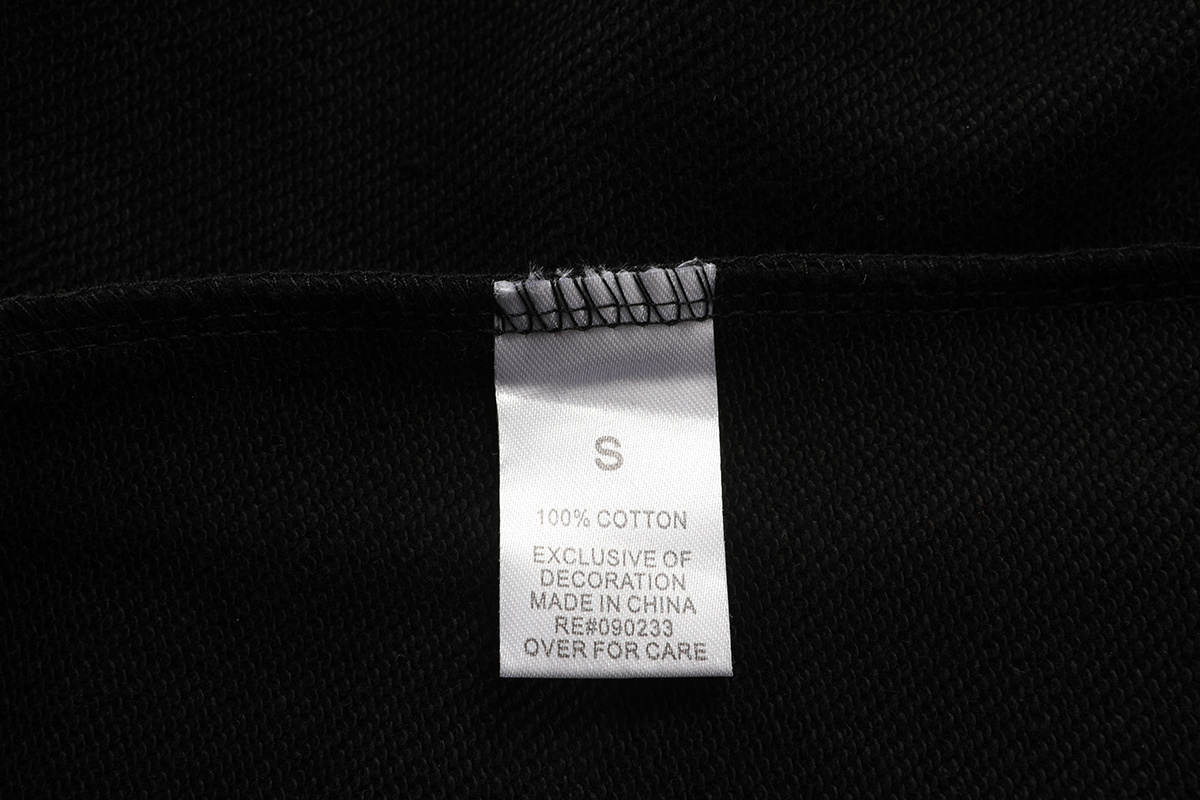 S
100% COTTON
EXCLUSIVE OF
DECORATION
MADE IN CHINA
RE#090233
OVER FOR CARE